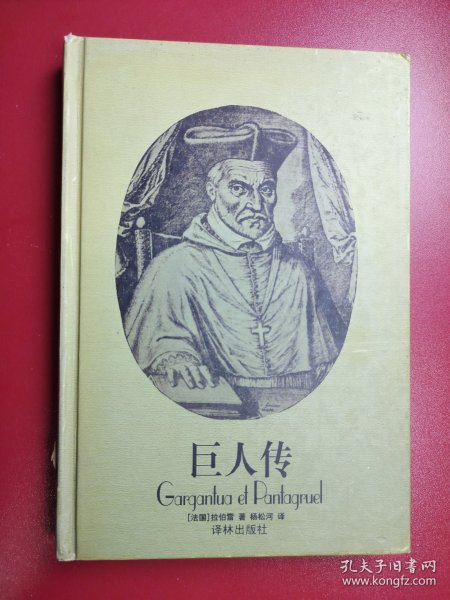 巨人传
Gargantua et Pantagruel
[法国]拉伯雷 著 杨松河 译
译林出版社
孔夫子旧书网
www.kongfz.com